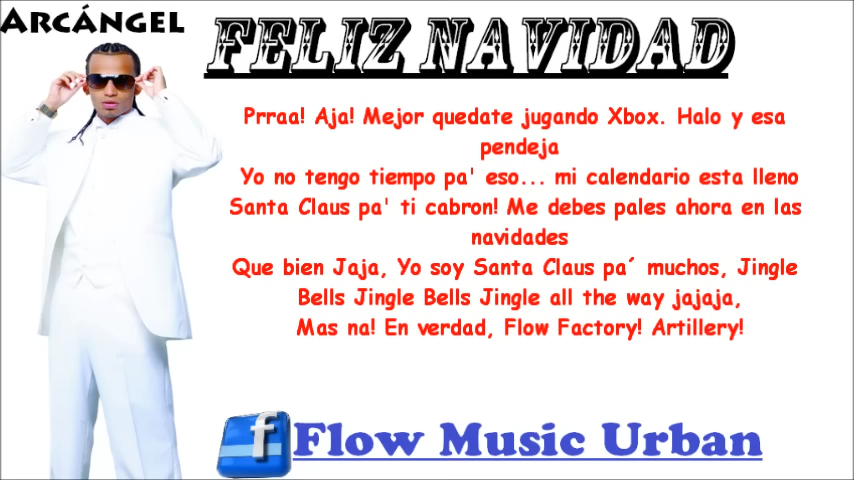 ARCÁNGEL
FELIZ NAVIDAD
Prraa! Aja! Mejor quedate jugando Xbox. Halo y esa
pendeja
Yo no tengo tiempo pa' eso... mi calendario esta lleno
Santa Claus pa' ti cabron! Me debes pales ahora en las
navidades
Que bien Jaja, Yo soy Santa Claus pa´ muchos, Jingle
Bells Jingle Bells Jingle all the way jajaja,
Mas na! En verdad, Flow Factory! Artillery!
f Flow Music Urban